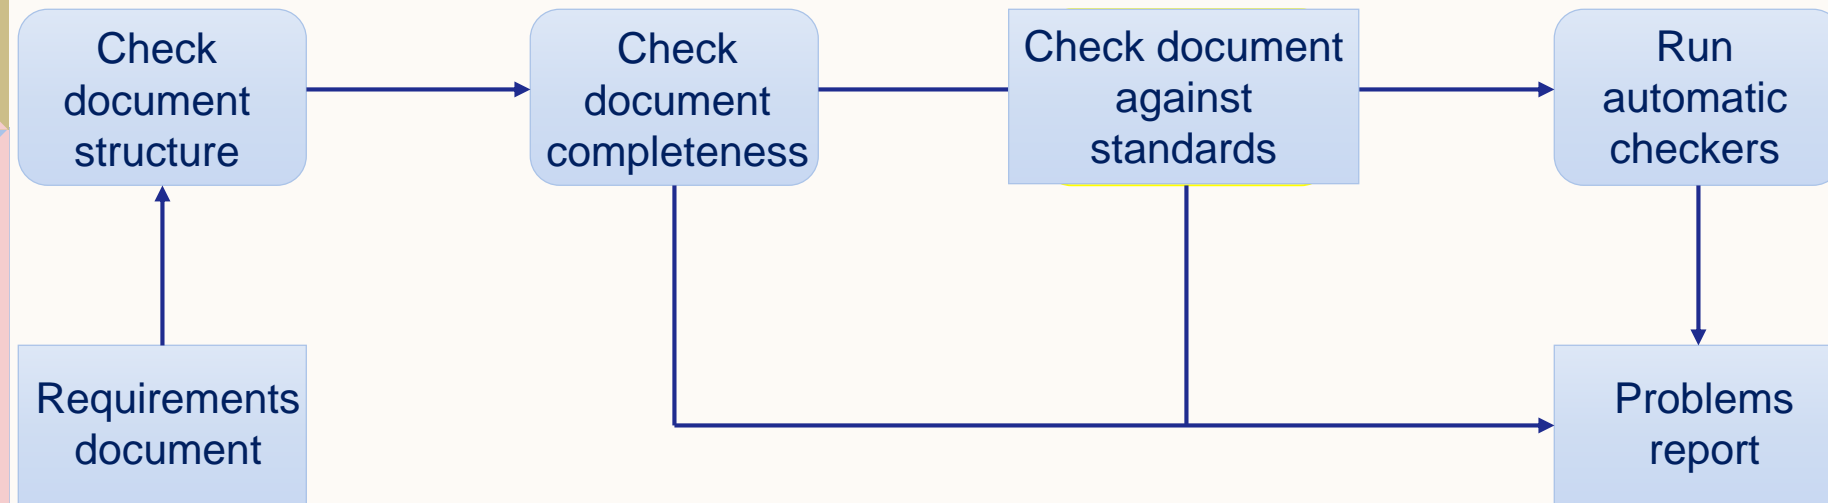 Check
document
structure
Check
document
completeness
Check document
against
standards
Run
automatic
checkers
Requirements
document
Problems
report